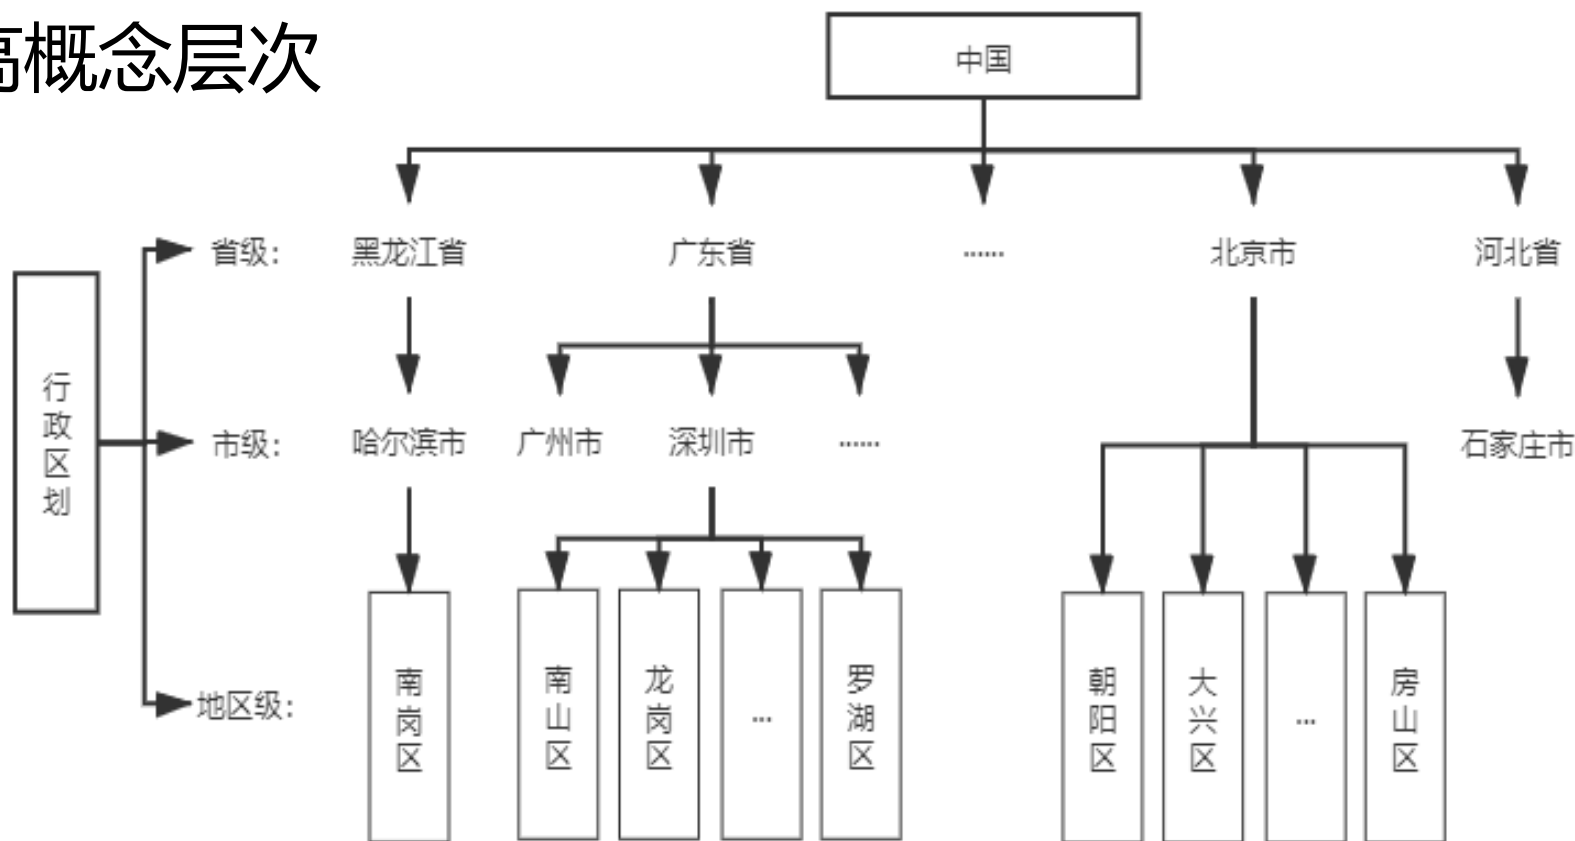 高概念层次
中国
省级：
黑龙江省
广东省
······
北京市
河北省
行政区划
市级：
哈尔滨市
广州市
深圳市
······
石家庄市
地区级：
南岗区
南山区
龙岗区
...
罗湖区
朝阳区
大兴区
...
房山区